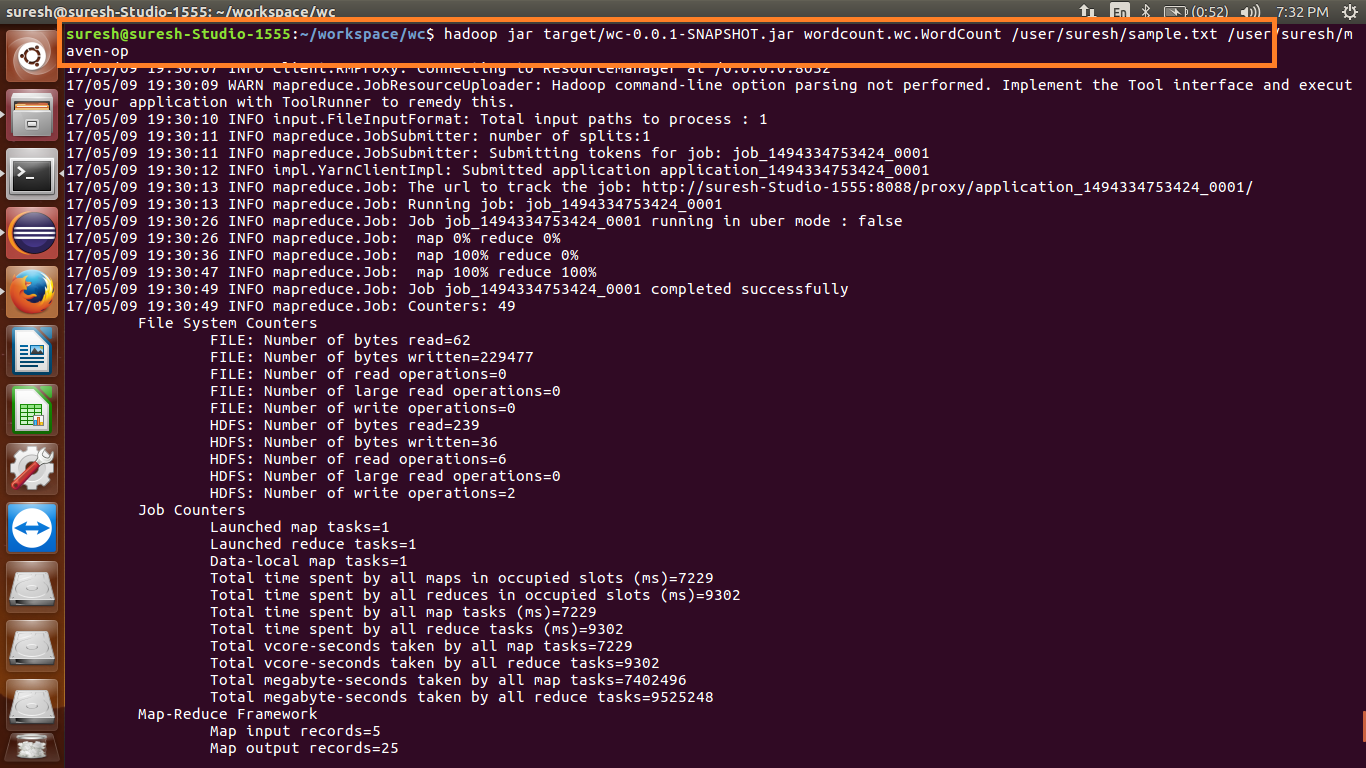 suresh@suresh-Studio-1555: ~/workspace/wc
En (0:52) 7:32 PM
suresh@suresh-Studio-1555:~/workspace/wc$ hadoop jar target/wc-0.0.1-SNAPSHOT.jar wordcount.wc.WordCount /user/suresh/sample.txt /user/suresh/m
aven-op
17/05/09 19:30:07 INFO client.RMProxy: Connecting to ResourceManager at /0.0.0.0:8032
17/05/09 19:30:09 WARN mapreduce.JobResourceUploader: Hadoop command-line option parsing not performed. Implement the Tool interface and execut
e your application with ToolRunner to remedy this.
17/05/09 19:30:10 INFO input.FileInputFormat: Total input paths to process : 1
17/05/09 19:30:11 INFO mapreduce.JobSubmitter: number of splits:1
17/05/09 19:30:11 INFO mapreduce.JobSubmitter: Submitting tokens for job: job_1494334753424_0001
17/05/09 19:30:12 INFO impl.YarnClientImpl: Submitted application application_1494334753424_0001
17/05/09 19:30:13 INFO mapreduce.Job: The url to track the job: http://suresh-Studio-1555:8088/proxy/application_1494334753424_0001/
17/05/09 19:30:13 INFO mapreduce.Job: Running job: job_1494334753424_0001
17/05/09 19:30:26 INFO mapreduce.Job: Job job_1494334753424_0001 running in uber mode : false
17/05/09 19:30:26 INFO mapreduce.Job:  map 0% reduce 0%
17/05/09 19:30:36 INFO mapreduce.Job:  map 100% reduce 0%
17/05/09 19:30:47 INFO mapreduce.Job:  map 100% reduce 100%
17/05/09 19:30:49 INFO mapreduce.Job: Job job_1494334753424_0001 completed successfully
17/05/09 19:30:49 INFO mapreduce.Job: Counters: 49
File System Counters
FILE: Number of bytes read=62
FILE: Number of bytes written=229477
FILE: Number of read operations=0
FILE: Number of large read operations=0
FILE: Number of write operations=0
HDFS: Number of bytes read=239
HDFS: Number of bytes written=36
HDFS: Number of read operations=6
HDFS: Number of large read operations=0
HDFS: Number of write operations=2
Job Counters
Launched map tasks=1
Launched reduce tasks=1
Data-local map tasks=1
Total time spent by all maps in occupied slots (ms)=7229
Total time spent by all reduces in occupied slots (ms)=9302
Total time spent by all map tasks (ms)=7229
Total time spent by all reduce tasks (ms)=9302
Total vcore-seconds taken by all map tasks=7229
Total vcore-seconds taken by all reduce tasks=9302
Total megabyte-seconds taken by all map tasks=7402496
Total megabyte-seconds taken by all reduce tasks=9525248
Map-Reduce Framework
Map input records=5
Map output records=25